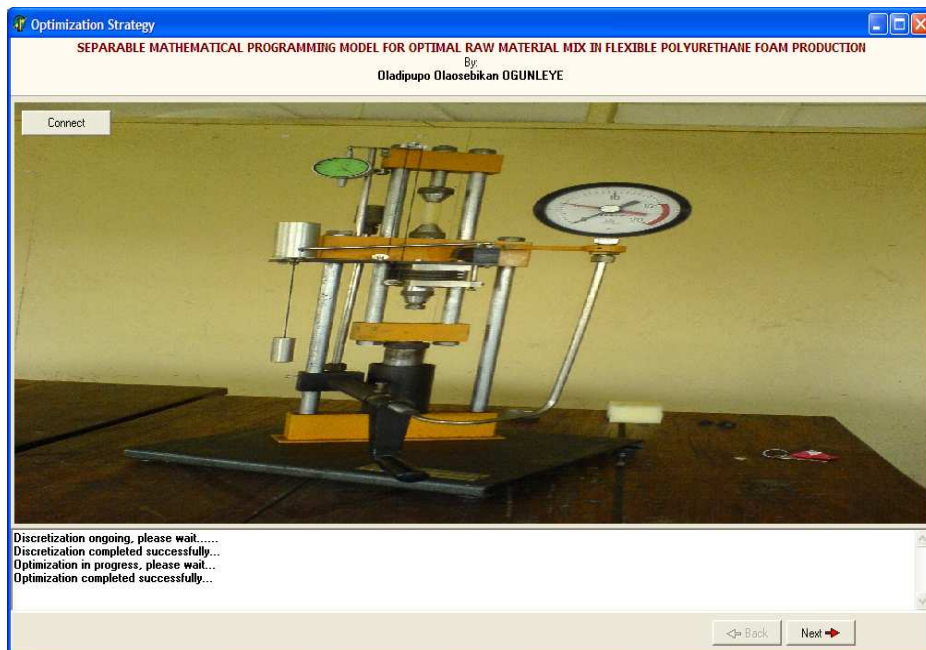 Optimization Strategy
SEPARABLE MATHEMATICAL PROGRAMMING MODEL FOR OPTIMAL RAW MATERIAL MIX IN FLEXIBLE POLYURETHANE FOAM PRODUCTION
By:
Oladipupo Olaosebikan OGUNLEYE
Connect
Discretization ongoing, please wait......
Discretization completed successfully...
Optimization in progress, please wait...
Optimization completed successfully...
Back Next